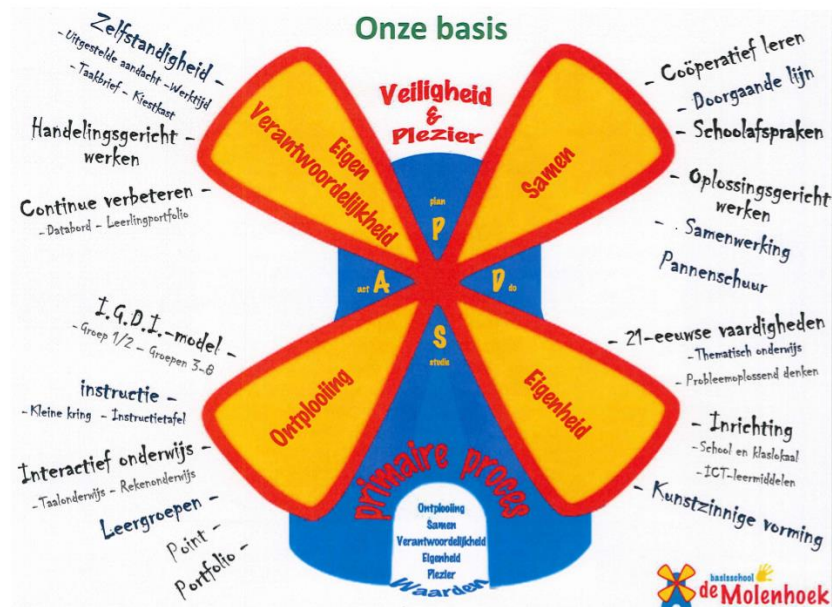 Onze basis
Zelfstandigheid -
- Uitgestelde aandacht - Werktijd
- Taakbrief - Kiestkast
Handelingsgericht
werken -
Continue verbeteren -
- Databord - Leerlingportfolio
Eigen
Verantwoordelijkheid
Veiligheid
&
Plezier
Samen
- Coöperatief leren
- Doorgaande lijn
- Schoolafspraken
- Oplossingsgericht
werken
- . Samenwerking
Pannenschuur
plan
P
act A
D do
S
studie
I.G.D.I.-model -
- Groep 1/2 - Groepen 3-8
instructie -
- Kleine kring - Instructietafel
Interactief onderwijs -
- Taalonderwijs - Rekenonderwijs
Leergroepen -
Point -
Portfolio -
Ontplooiing
Eigenheid
- 21-eeuwse vaardigheden
- Thematisch onderwijs
- Probleemoplossend denken
- Inrichting
- School en klaslokaal
- ICT-leermiddelen
- Kunstzinnige vorming
primaire proces
Ontplooiing
Samen
Verantwoordelijkheid
Eigenheid
Plezier
Waarden
basisschool
de Molenhoek